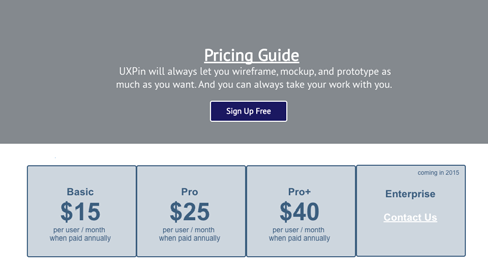 Pricing Guide
UXPin will always let you wireframe, mockup, and prototype as
much as you want. And you can always take your work with you.
Sign Up Free
Basic
$15
per user / month
when paid annually
Pro
$25
per user / month
when paid annually
Pro+
$40
per user / month
when paid annually
coming in 2015
Enterprise
Contact Us